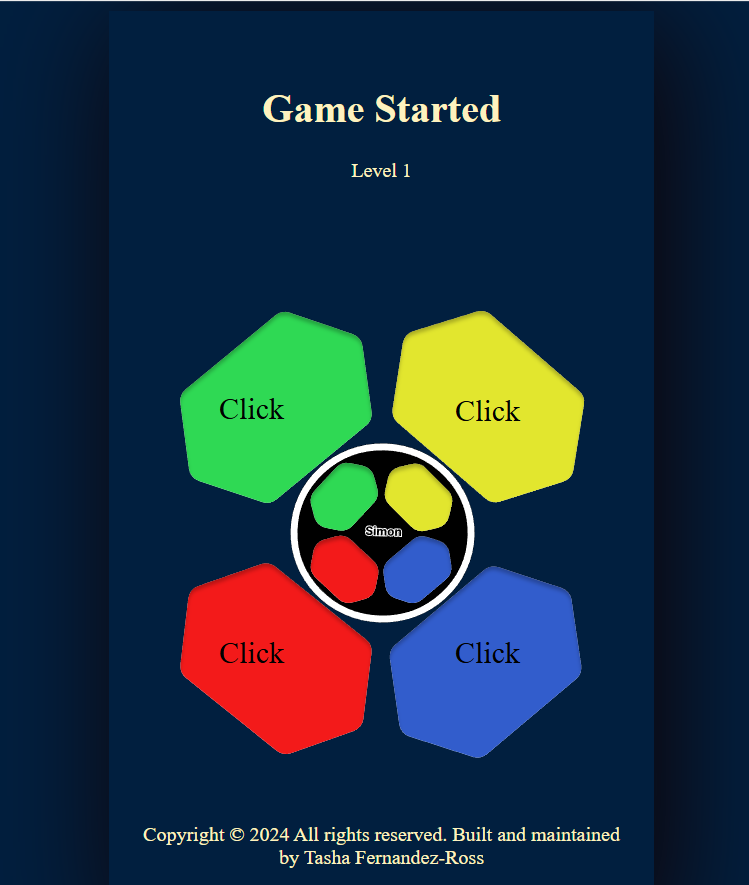 Game Started
Level 1
Click
Click
Simon
Click
Click
Copyright © 2024 All rights reserved. Built and maintained
by Tasha Fernandez-Ross